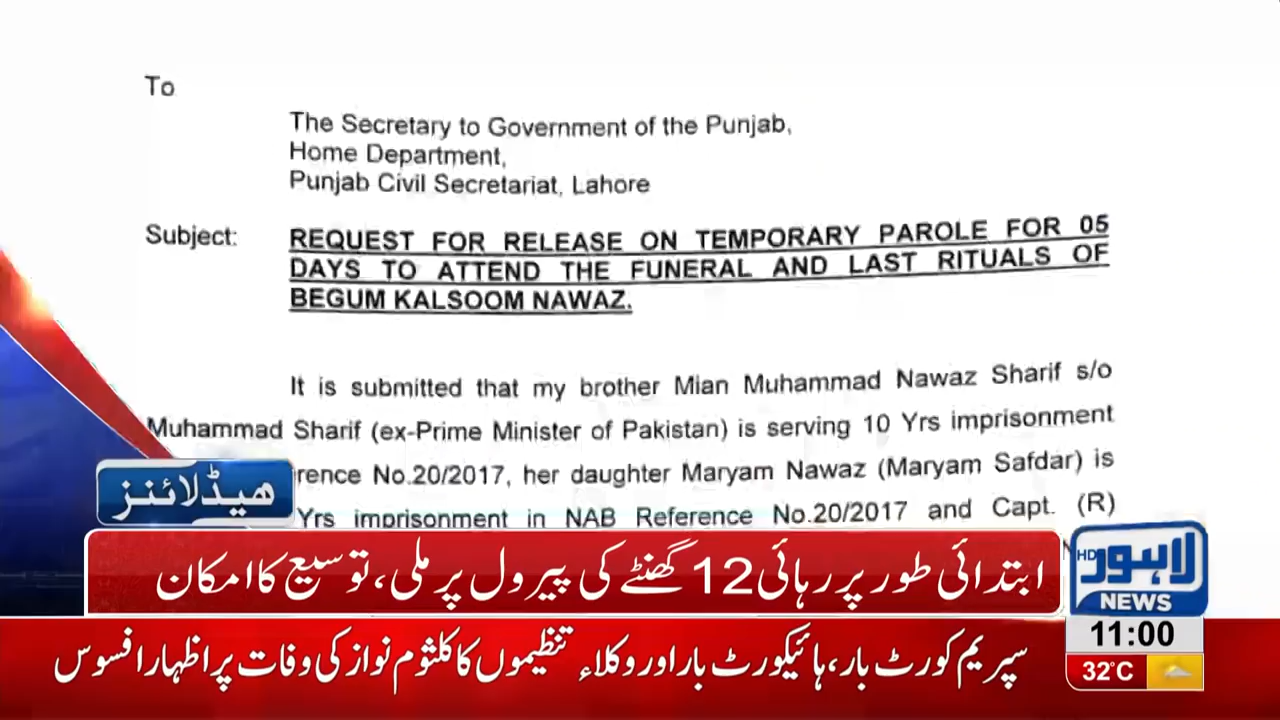 To
The Secretary to Government of the Punjab,
Home Department,
Punjab Civil Secretariat, Lahore
Subject: REQUEST FOR RELEASE ON TEMPORARY PAROLE FOR 05
DAYS TO ATTEND THE FUNERAL AND LAST RITUALS OF
BEGUM KALSOOM NAWAZ.
It is submitted that my brother Mian Muhammad Nawaz Sharif s/o
Muhammad Sharif (ex-Prime Minister of Pakistan) is serving 10 Yrs imprisonment
rence No.20/2017, her daughter Maryam Nawaz (Maryam Safdar) is
Yrs imprisonment in NAB Reference No.20/2017 and Capt. (R)
ھیڈلائنز
ابتدائی طور پر رہائی 12 گھنٹے کی پیرول پر ملی، توسیع کا امکان
لاہور HD
NEWS
11:00
32°C
سپریم کورٹ بار، ہائیکورٹ بار اور وکلاء تنظیموں کا کلثوم نواز کی وفات پر اظہار افسوس